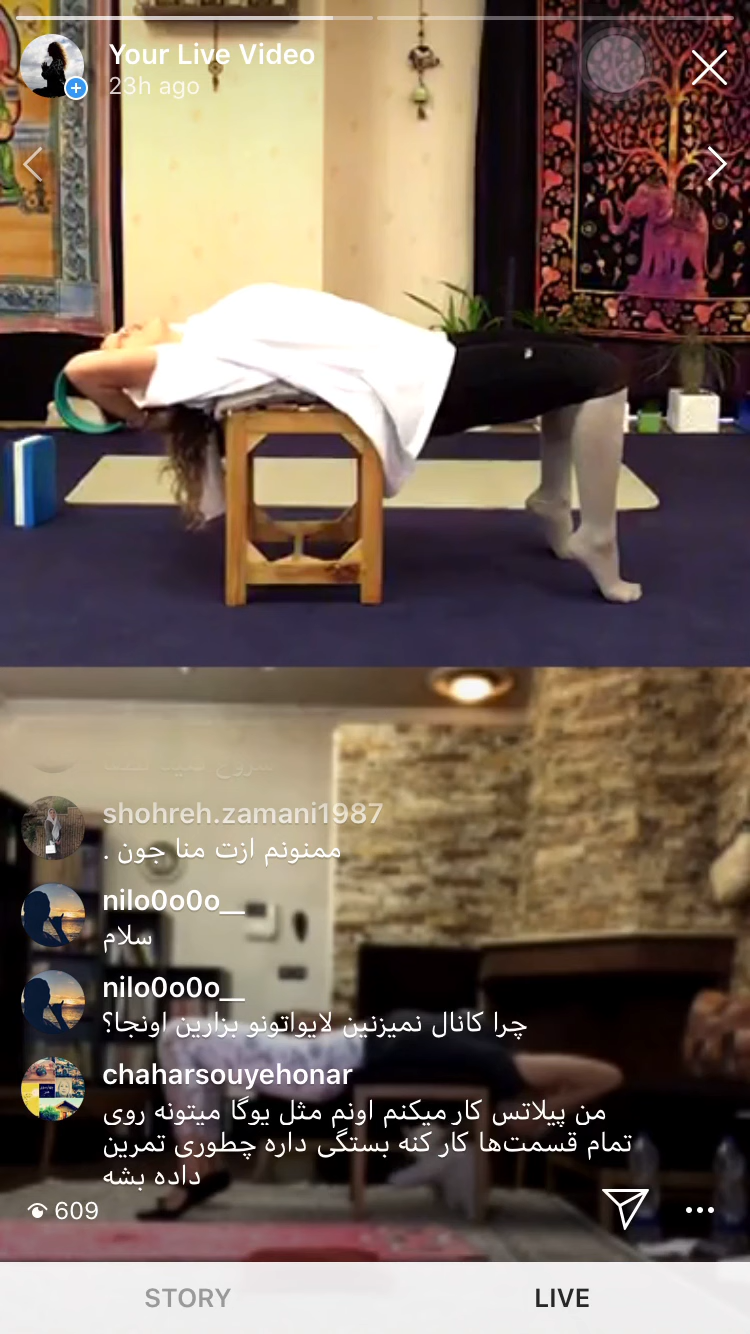 Your Live Video
23h ago
shohreh.zamani1987
ممنونم ازت منا جون .
nilo0o0o__
سلام
nilo0o0o__
چرا کانال نمیزنین لایواتونو بزارین اونجا؟
chaharsouyehonar
من پیلاتس کار میکنم اونم مثل یوگا میتونه روی
تمام قسمت‌ها کار کنه بستگی داره چطوری تمرین
داده بشه
609
STORY
LIVE